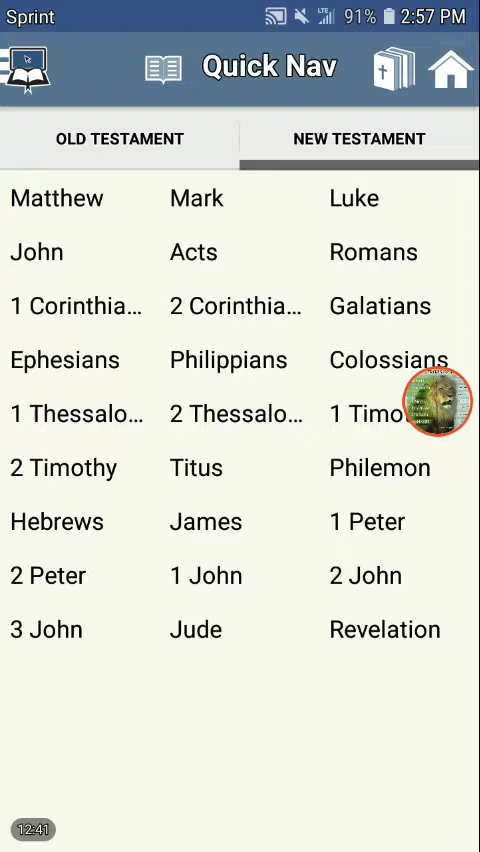 Sprint LTE 91% 2:57 PM
Quick Nav
OLD TESTAMENT NEW TESTAMENT
Matthew Mark Luke
John Acts Romans
1 Corinthia... 2 Corinthia... Galatians
Ephesians Philippians Colossians
1 Thessalo... 2 Thessalo... 1 Timo
2 Timothy Titus Philemon
Hebrews James 1 Peter
2 Peter 1 John 2 John
3 John Jude Revelation
12:41